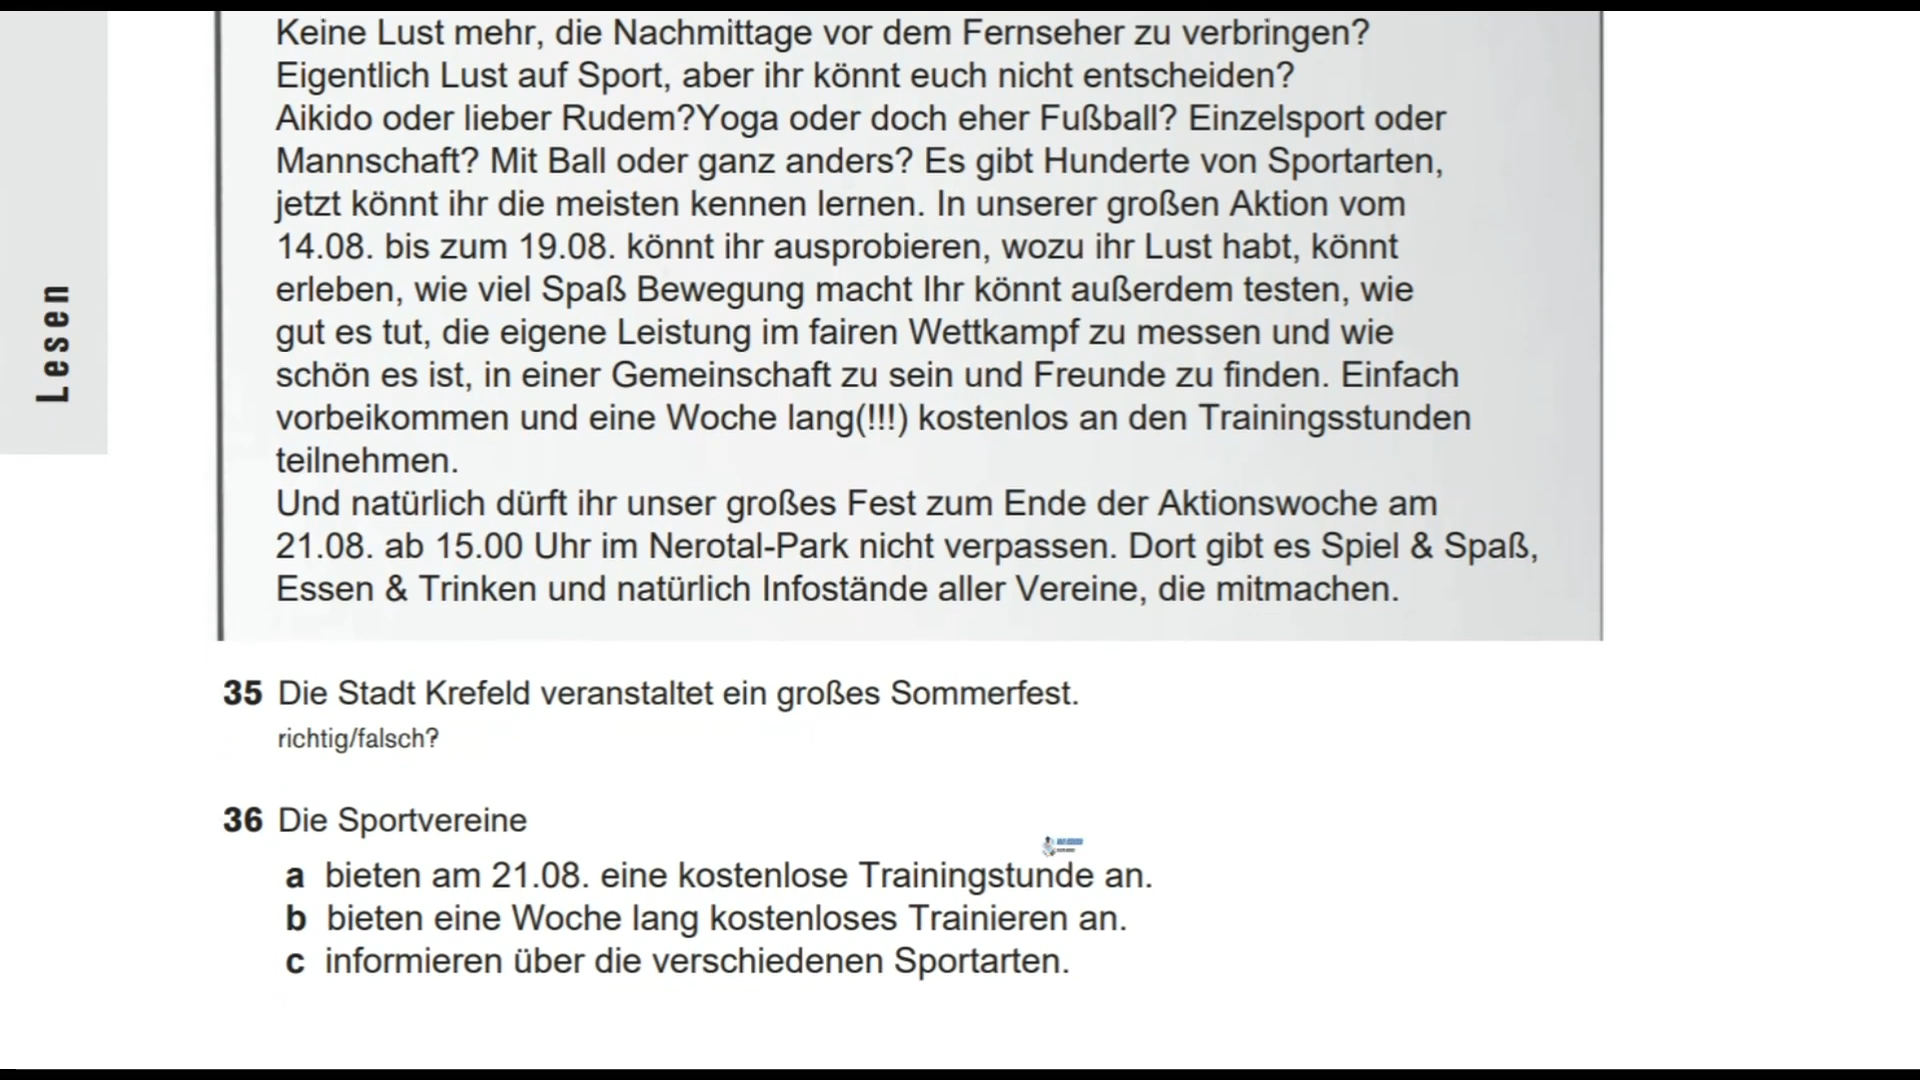 Lesen
Keine Lust mehr, die Nachmittage vor dem Fernseher zu verbringen?
Eigentlich Lust auf Sport, aber ihr könnt euch nicht entscheiden?
Aikido oder lieber Rudem?Yoga oder doch eher Fußball? Einzelsport oder
Mannschaft? Mit Ball oder ganz anders? Es gibt Hunderte von Sportarten,
jetzt könnt ihr die meisten kennen lernen. In unserer großen Aktion vom
14.08. bis zum 19.08. könnt ihr ausprobieren, wozu ihr Lust habt, könnt
erleben, wie viel Spaß Bewegung macht Ihr könnt außerdem testen, wie
gut es tut, die eigene Leistung im fairen Wettkampf zu messen und wie
schön es ist, in einer Gemeinschaft zu sein und Freunde zu finden. Einfach
vorbeikommen und eine Woche lang(!!!) kostenlos an den Trainingsstunden
teilnehmen.
Und natürlich dürft ihr unser großes Fest zum Ende der Aktionswoche am
21.08. ab 15.00 Uhr im Nerotal-Park nicht verpassen. Dort gibt es Spiel & Spaß,
Essen & Trinken und natürlich Infostände aller Vereine, die mitmachen.
35 Die Stadt Krefeld veranstaltet ein großes Sommerfest.
richtig/falsch?
36 Die Sportvereine
a bieten am 21.08. eine kostenlose Trainingstunde an.
b bieten eine Woche lang kostenloses Trainieren an.
c informieren über die verschiedenen Sportarten.